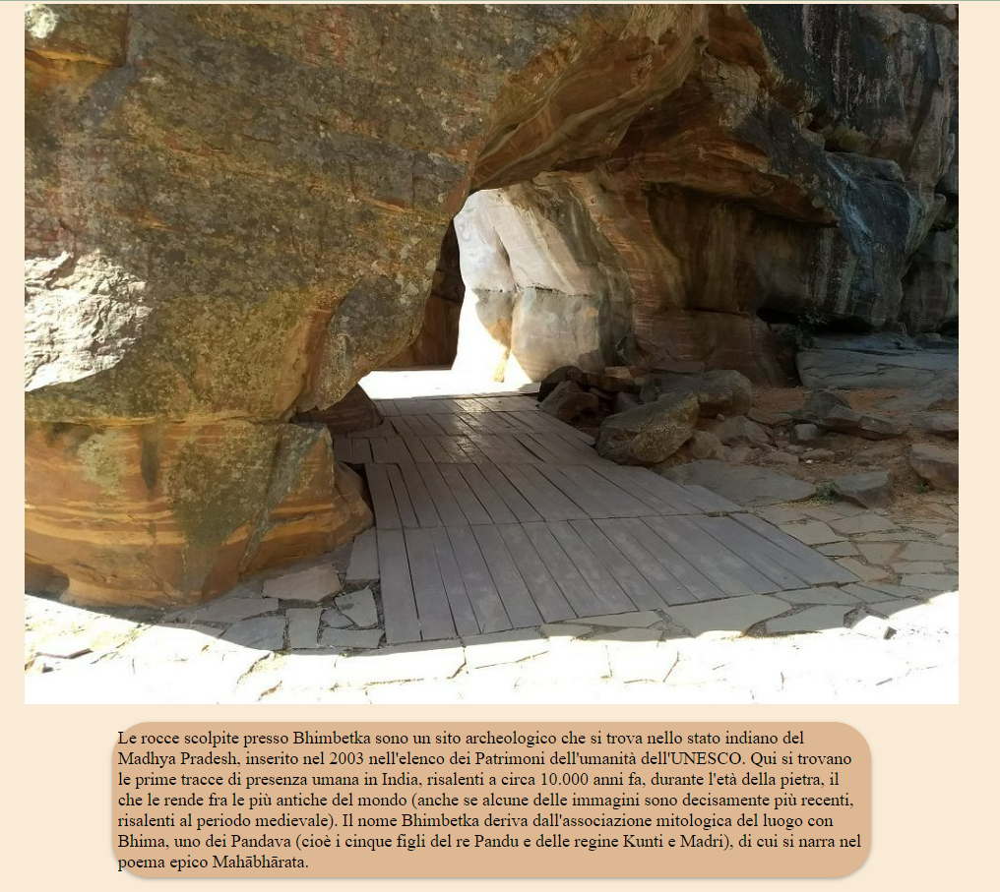 Le rocce scolpite presso Bhimbetka sono un sito archeologico che si trova nello stato indiano del
Madhya Pradesh, inserito nel 2003 nell'elenco dei Patrimoni dell'umanità dell'UNESCO. Qui si trovano
le prime tracce di presenza umana in India, risalenti a circa 10.000 anni fa, durante l'età della pietra, il
che le rende fra le più antiche del mondo (anche se alcune delle immagini sono decisamente più recenti,
risalenti al periodo medievale). Il nome Bhimbetka deriva dall'associazione mitologica del luogo con
Bhima, uno dei Pandava (cioè i cinque figli del re Pandu e delle regine Kunti e Madri), di cui si narra nel
poema epico Mahābhārata.